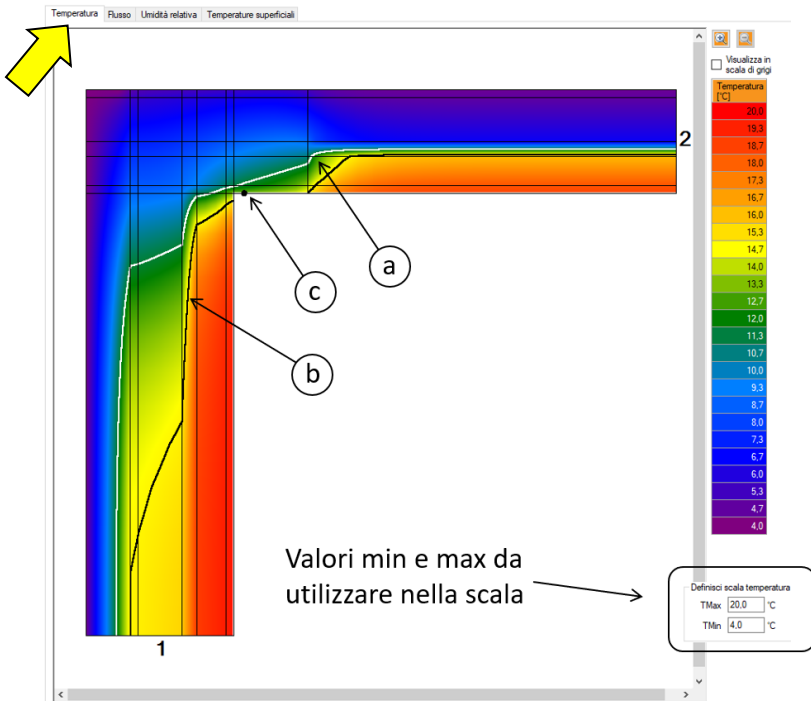 Temperatura Flusso Umidità relativa Temperature superficiali
Visualizza in
scala di grigi
Temperatura
[°C]
20,0
19,3
18,7
18,0
17,3
16,7
16,0
15,3
14,7
14,0
13,3
12,7
12,0
11,3
10,7
10,0
9,3
8,7
8,0
7,3
6,7
6,0
5,3
4,7
4,0
2
a
c
b
Valori min e max da
utilizzare nella scala
Definisci scala temperatura
TMax 20,0 °C
TMin 4,0 °C
1